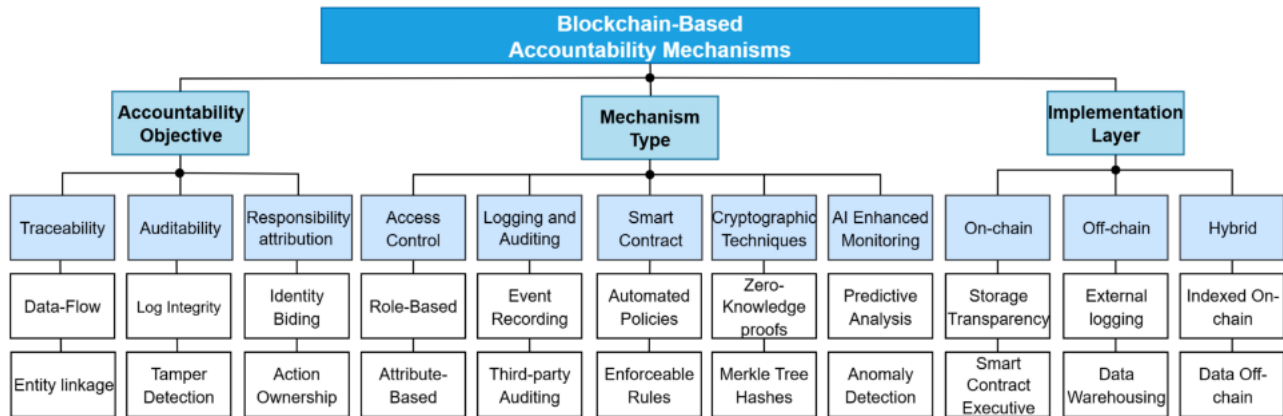 Blockchain-Based
Accountability Mechanisms
Accountability
Objective
Mechanism
Type
Implementation
Layer
Traceability
Auditability
Responsibility
attribution
Access
Control
Logging and
Auditing
Smart
Contract
Cryptographic
Techniques
AI Enhanced
Monitoring
On-chain
Off-chain
Hybrid
Data-Flow
Log Integrity
Identity
Biding
Role-Based
Event
Recording
Automated
Policies
Zero-
Knowledge
proofs
Predictive
Analysis
Storage
Transparency
External
logging
Indexed On-
chain
Entity linkage
Tamper
Detection
Action
Ownership
Attribute-
Based
Third-party
Auditing
Enforceable
Rules
Merkle Tree
Hashes
Anomaly
Detection
Smart
Contract
Executive
Data
Warehousing
Data Off-
chain